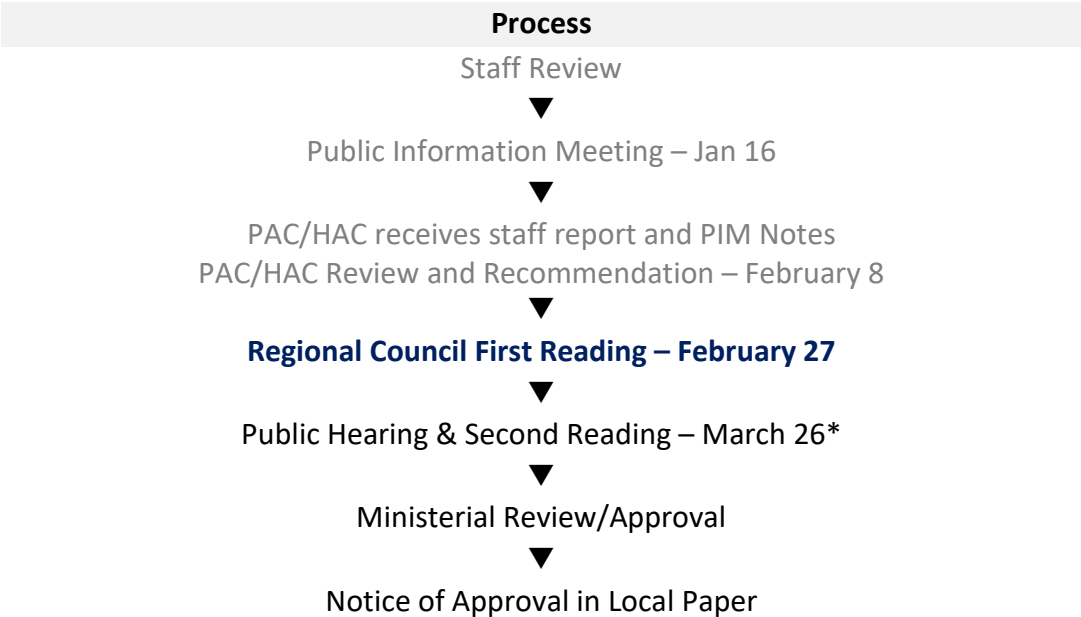 Process
Staff Review
Public Information Meeting – Jan 16
PAC/HAC receives staff report and PIM Notes
PAC/HAC Review and Recommendation – February 8
Regional Council First Reading – February 27
Public Hearing & Second Reading – March 26*
Ministerial Review/Approval
Notice of Approval in Local Paper